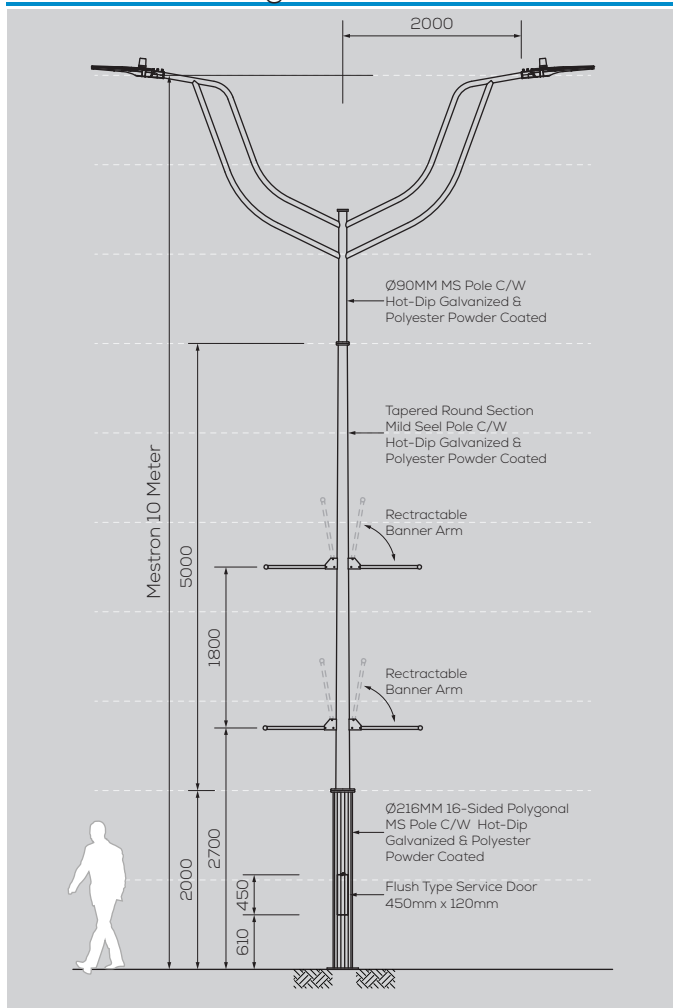 2000
Ø90MM MS Pole C/W
Hot-Dip Galvanized &
Polyester Powder Coated
Tapered Round Section
Mild Seel Pole C/W
Hot-Dip Galvanized &
Polyester Powder Coated
Mestron 10 Meter
5000
Rectractable
Banner Arm
1800
Rectractable
Banner Arm
Ø216MM 16-Sided Polygonal
MS Pole C/W Hot-Dip
Galvanized & Polyester
Powder Coated
2000
2700
450
Flush Type Service Door
450mm x 120mm
610